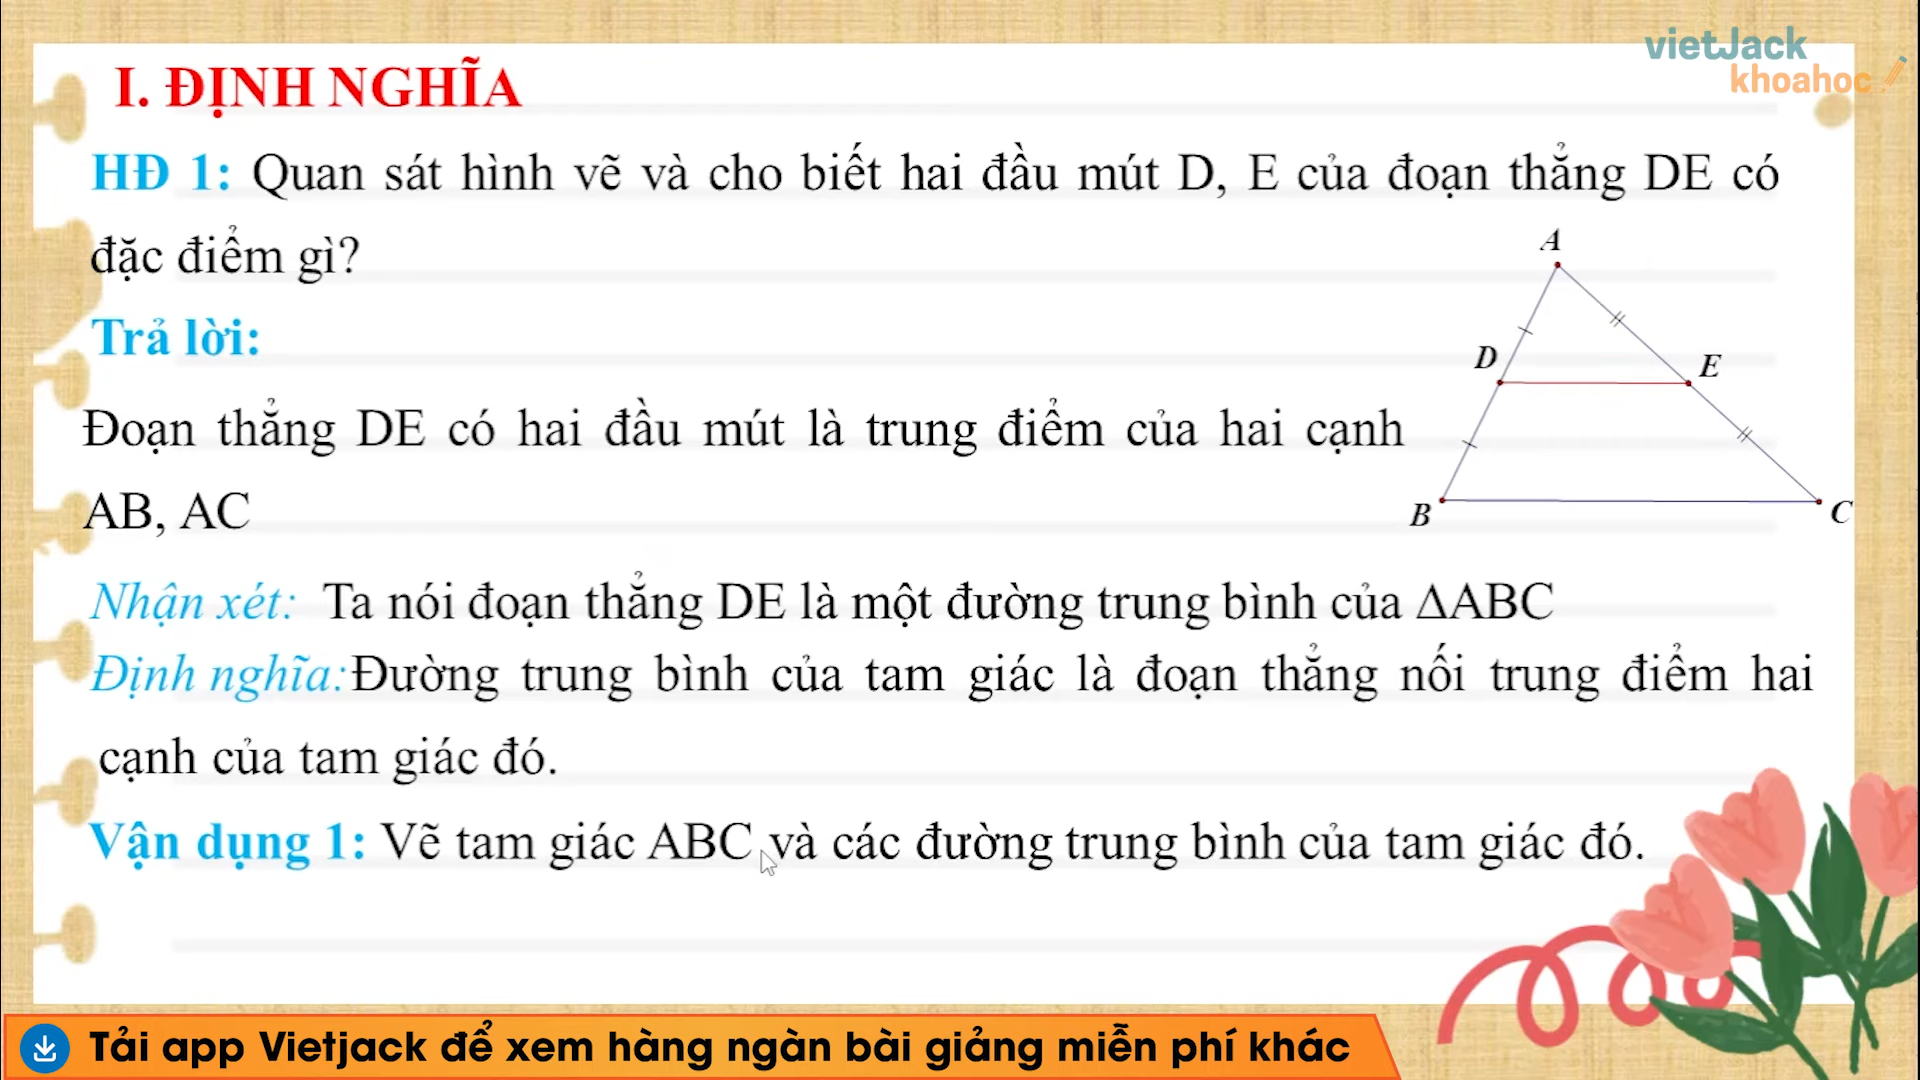 vietJack
khoahoc
I. ĐỊNH NGHĨA
HĐ 1: Quan sát hình vẽ và cho biết hai đầu mút D, E của đoạn thẳng DE có
đặc điểm gì?
Trả lời:
Đoạn thẳng DE có hai đầu mút là trung điểm của hai cạnh
AB, AC
A
D
E
B
C
Nhận xét: Ta nói đoạn thẳng DE là một đường trung bình của ΔABC
Định nghĩa: Đường trung bình của tam giác là đoạn thẳng nối trung điểm hai
cạnh của tam giác đó.
Vận dụng 1: Vẽ tam giác ABC và các đường trung bình của tam giác đó.
Tải app Vietjack để xem hàng ngàn bài giảng miễn phí khác